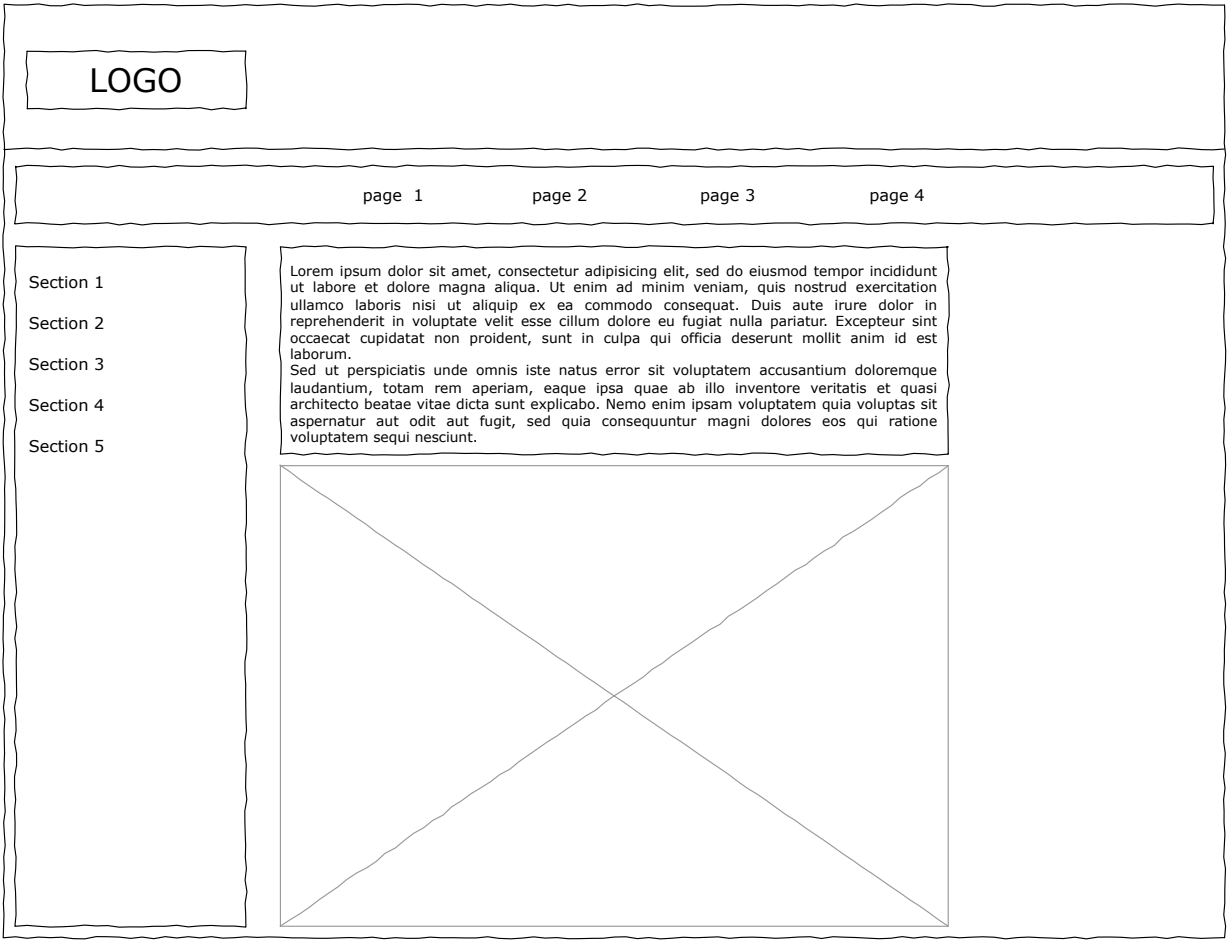 LOGO
page 1 page 2 page 3 page 4
Section 1
Section 2
Section 3
Section 4
Section 5
Lorem ipsum dolor sit amet, consectetur adipisicing elit, sed do eiusmod tempor incididunt
ut labore et dolore magna aliqua. Ut enim ad minim veniam, quis nostrud exercitation
ullamco laboris nisi ut aliquip ex ea commodo consequat. Duis aute irure dolor in
reprehenderit in voluptate velit esse cillum dolore eu fugiat nulla pariatur. Excepteur sint
occaecat cupidatat non proident, sunt in culpa qui officia deserunt mollit anim id est
laborum.
Sed ut perspiciatis unde omnis iste natus error sit voluptatem accusantium doloremque
laudantium, totam rem aperiam, eaque ipsa quae ab illo inventore veritatis et quasi
architecto beatae vitae dicta sunt explicabo. Nemo enim ipsam voluptatem quia voluptas sit
aspernatur aut odit aut fugit, sed quia consequuntur magni dolores eos qui ratione
voluptatem sequi nesciunt.